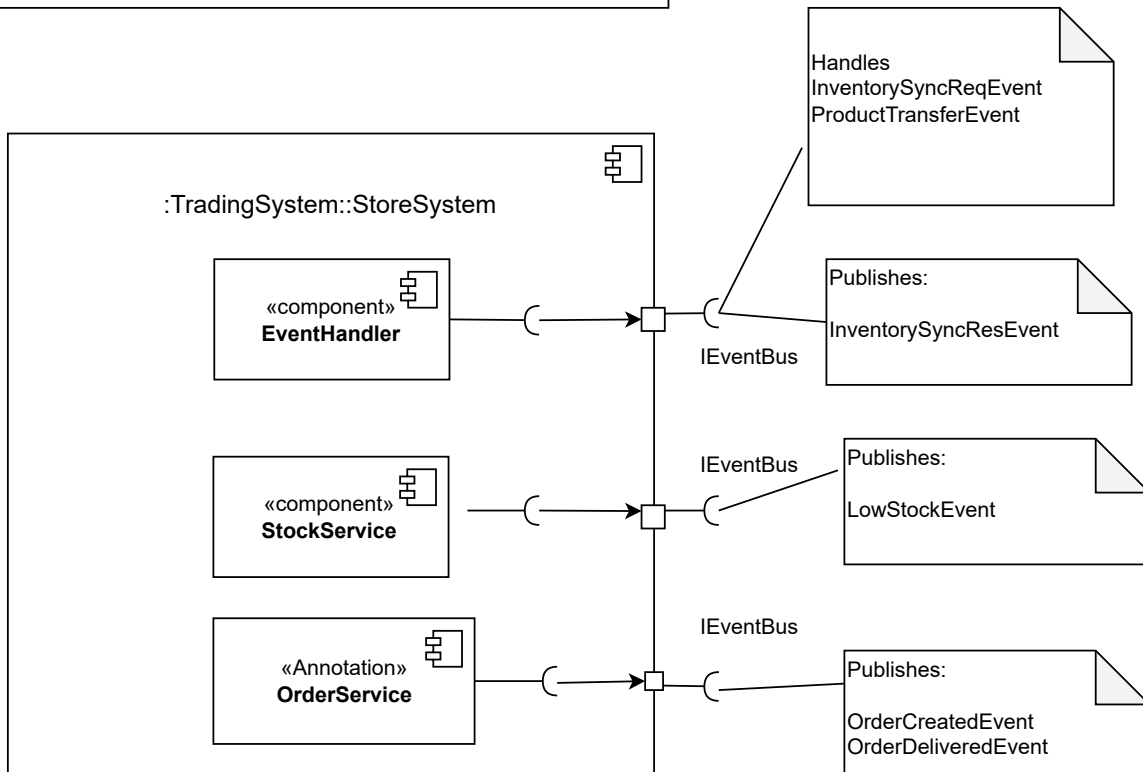 Handles
InventorySyncReqEvent
ProductTransferEvent
:TradingSystem::StoreSystem
«component»
EventHandler
IEventBus
Publishes:
InventorySyncResEvent
«component»
StockService
IEventBus
Publishes:
LowStockEvent
«Annotation»
OrderService
IEventBus
Publishes:
OrderCreatedEvent
OrderDeliveredEvent